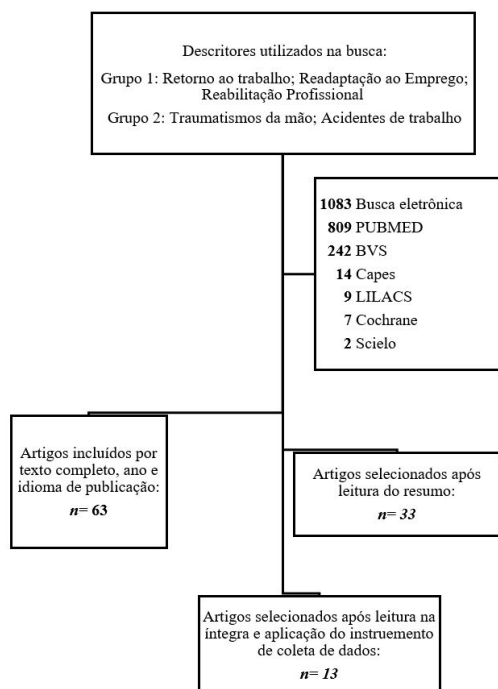 Descritores utilizados na busca:
Grupo 1: Retorno ao trabalho; Readaptação ao Emprego;
Reabilitação Profissional
Grupo 2: Traumatismos da mão; Acidentes de trabalho
1083 Busca eletrônica
809 PUBMED
242 BVS
14 Capes
9 LILACS
7 Cochrane
2 Scielo
Artigos incluídos por
texto completo, ano e
idioma de publicação:
n= 63
Artigos selecionados após
leitura do resumo:
n= 33
Artigos selecionados após leitura na
íntegra e aplicação do instruemento
de coleta de dados:
n= 13